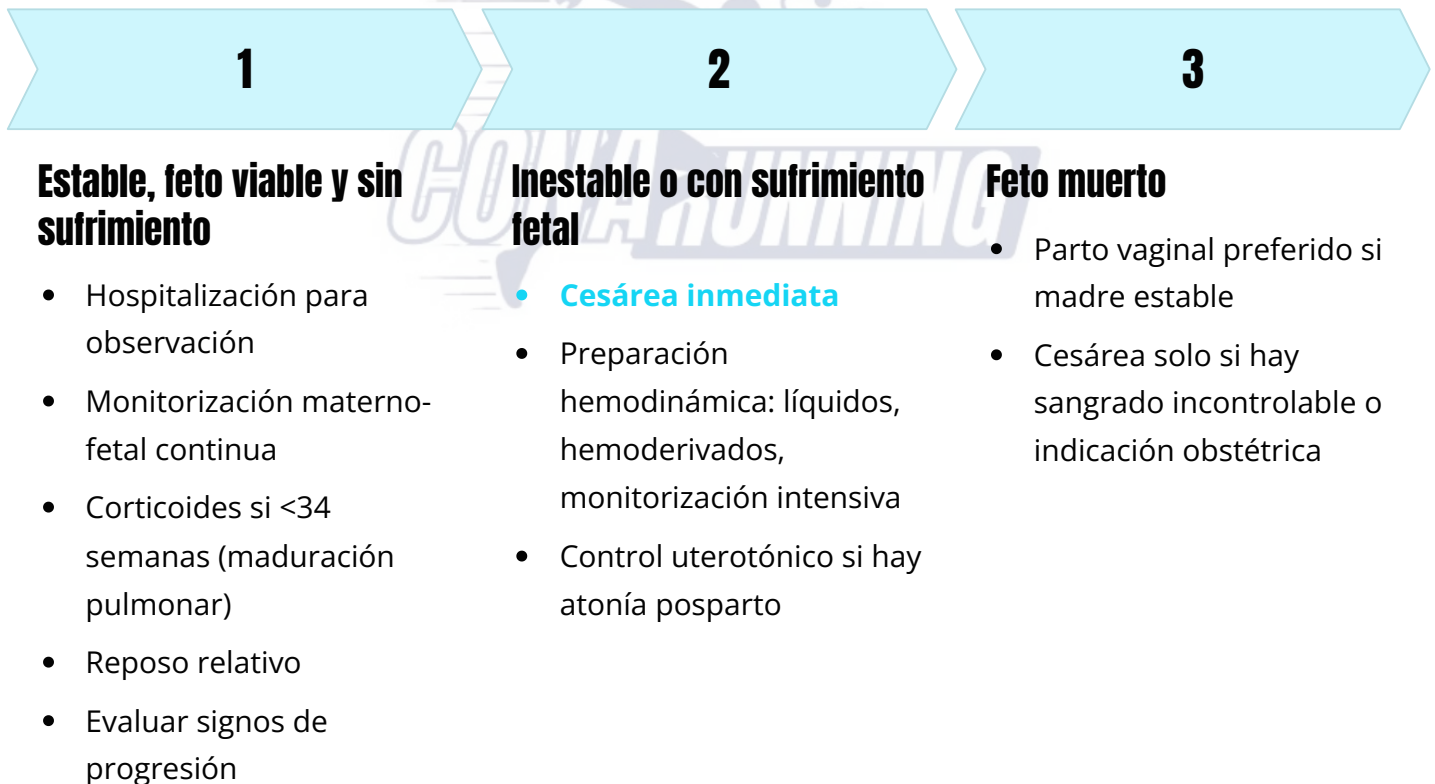 1
2
3
Estable, feto viable y sin
sufrimiento
• Hospitalización para
observación
• Monitorización materno-
fetal continua
• Corticoides si <34
semanas (maduración
pulmonar)
• Reposo relativo
• Evaluar signos de
progresión
Inestable o con sufrimiento
fetal
• Cesárea inmediata
• Preparación
hemodinámica: líquidos,
hemoderivados,
monitorización intensiva
• Control uterotónico si hay
atonía posparto
Feto muerto
• Parto vaginal preferido si
madre estable
• Cesárea solo si hay
sangrado incontrolable o
indicación obstétrica
COMA RUNNING